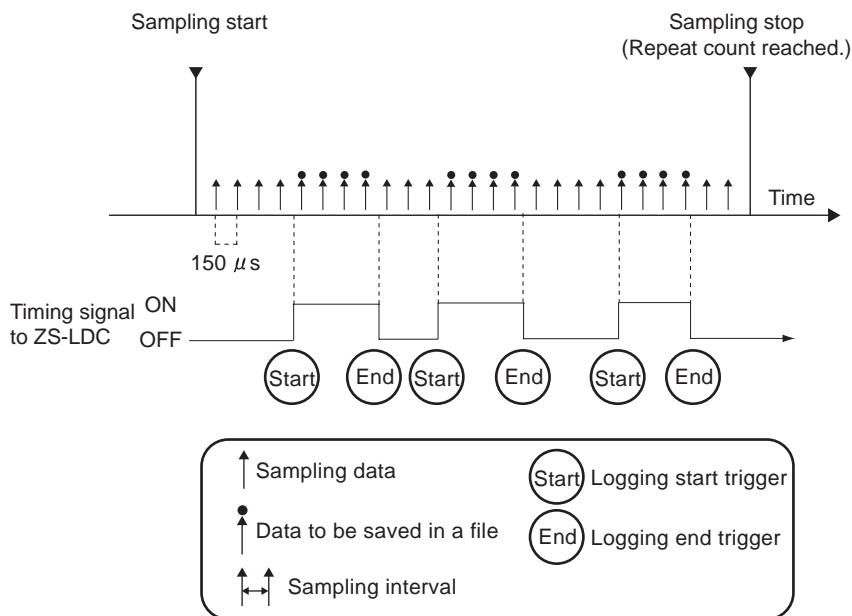 Sampling start
Sampling stop
(Repeat count reached.)
Time
150 μs
Timing signal
to ZS-LDC
ON
OFF
Start
End
Start
End
Start
End
Sampling data
Start
Logging start trigger
Data to be saved in a file
End
Logging end trigger
Sampling interval